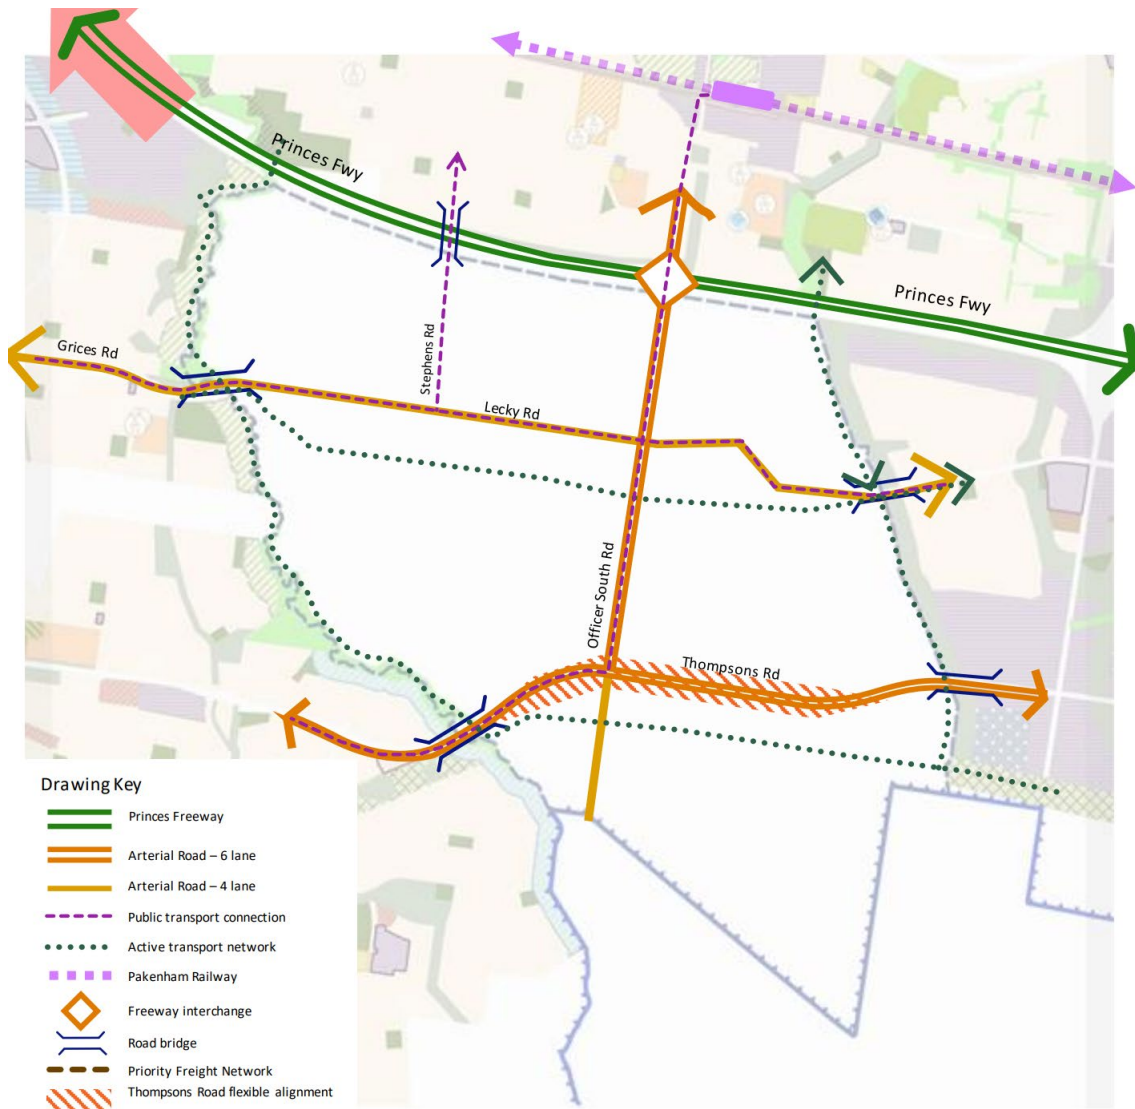 Princes Fwy
Princes Fwy
Grices Rd
Stephens Rd
Lecky Rd
Officer South Rd
Thompsons Rd
Drawing Key
Princes Freeway
Arterial Road – 6 lane
Arterial Road – 4 lane
Public transport connection
Active transport network
Pakenham Railway
Freeway interchange
Road bridge
Priority Freight Network
Thompsons Road flexible alignment